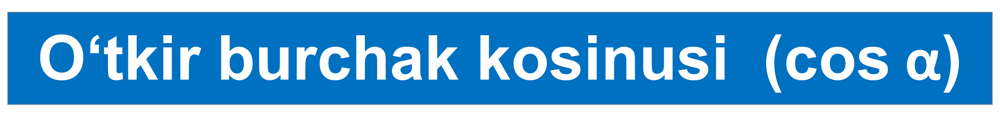 O‘tkir burchak kosinusi (cos α)